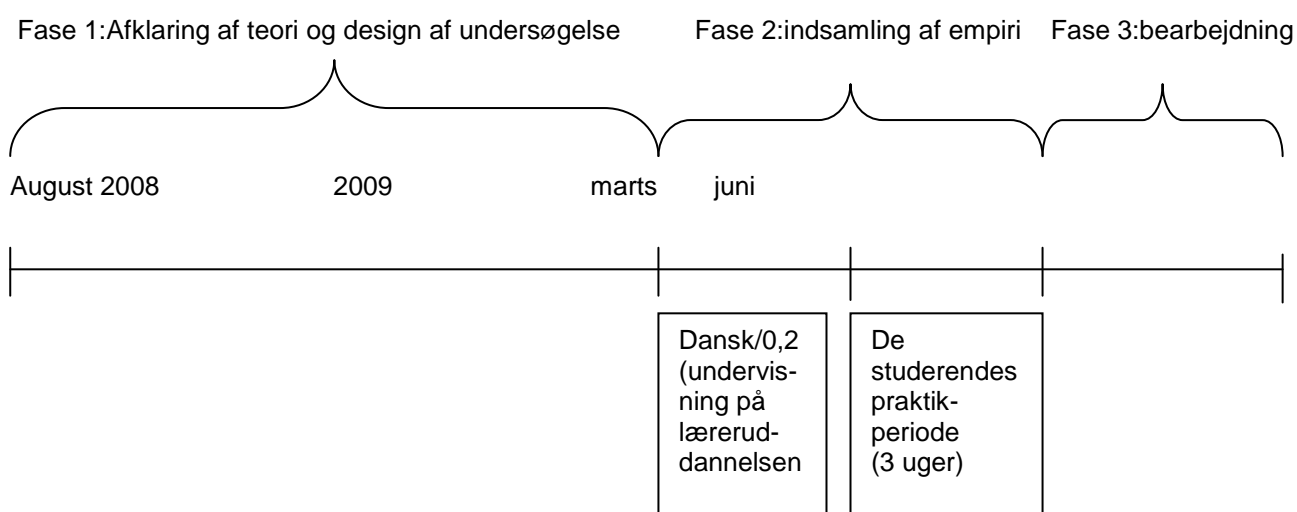 Fase 1:Afklaring af teori og design af undersøgelse Fase 2:indsamling af empiri Fase 3:bearbejdning
August 2008 2009 marts juni
Dansk/0,2
(undervis-
ning på
lærerud-
dannelsen
De
studerendes
praktik-
periode
(3 uger)